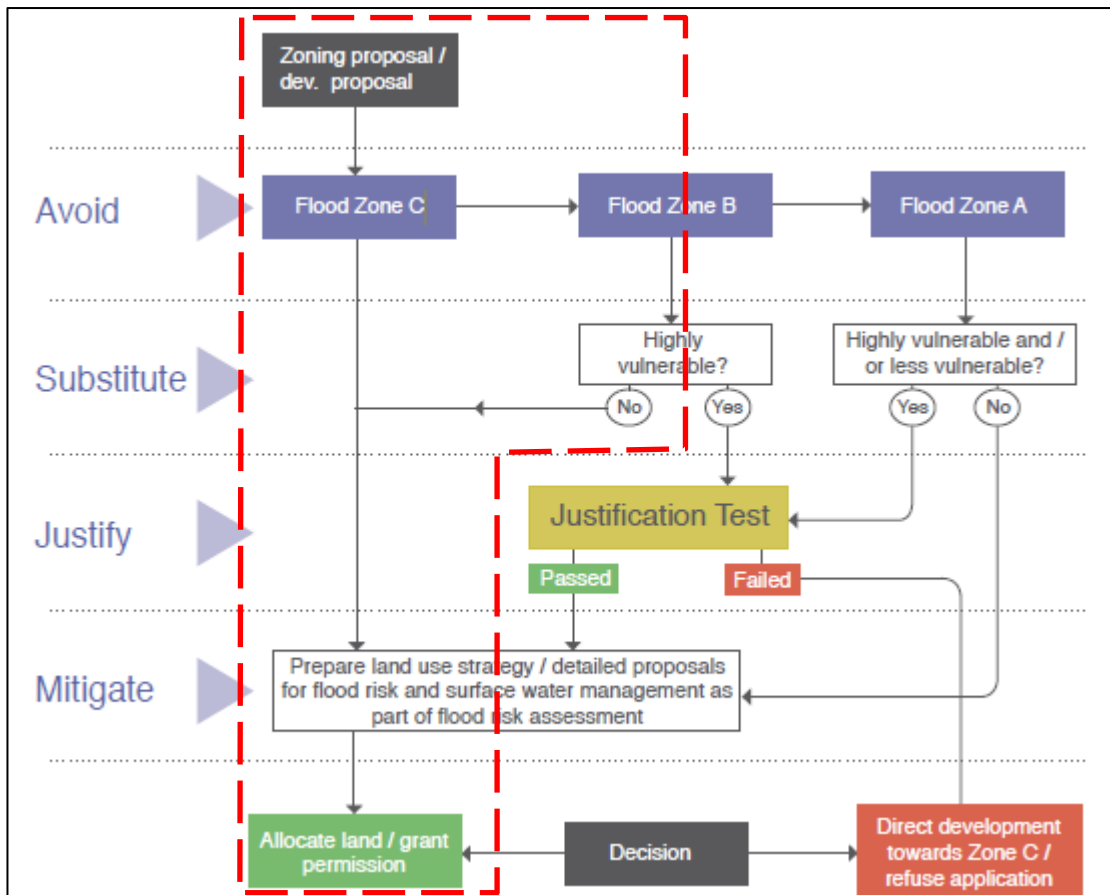 Zoning proposal /
dev. proposal
Avoid
Flood Zone C
Flood Zone B
Flood Zone A
Substitute
Highly
vulnerable?
No
Yes
Highly vulnerable and /
or less vulnerable?
Yes
No
Justify
Justification Test
Passed
Failed
Mitigate
Prepare land use strategy / detailed proposals
for flood risk and surface water management as
part of flood risk assessment
Allocate land / grant
permission
Decision
Direct development
towards Zone C /
refuse application